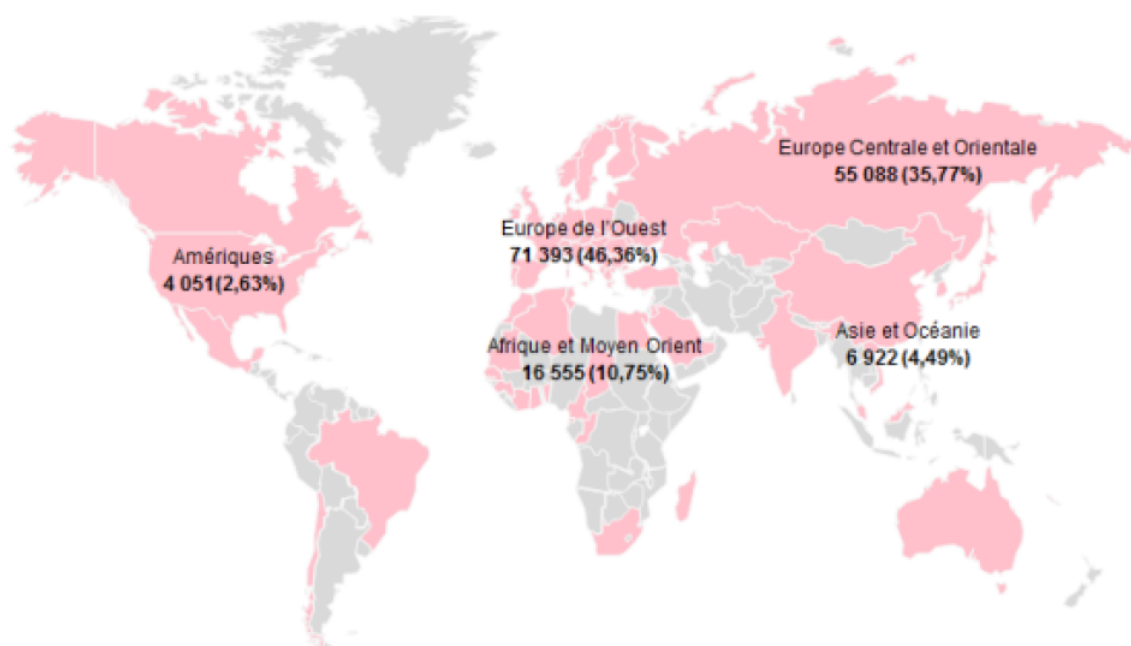 Europe Centrale et Orientale
55 088 (35,77%)
Europe de l'Ouest
71 393 (46,36%)
Amériques
4 051(2,63%)
Asie et Océanie
6 922 (4,49%)
Afrique et Moyen Orient
16 555 (10,75%)